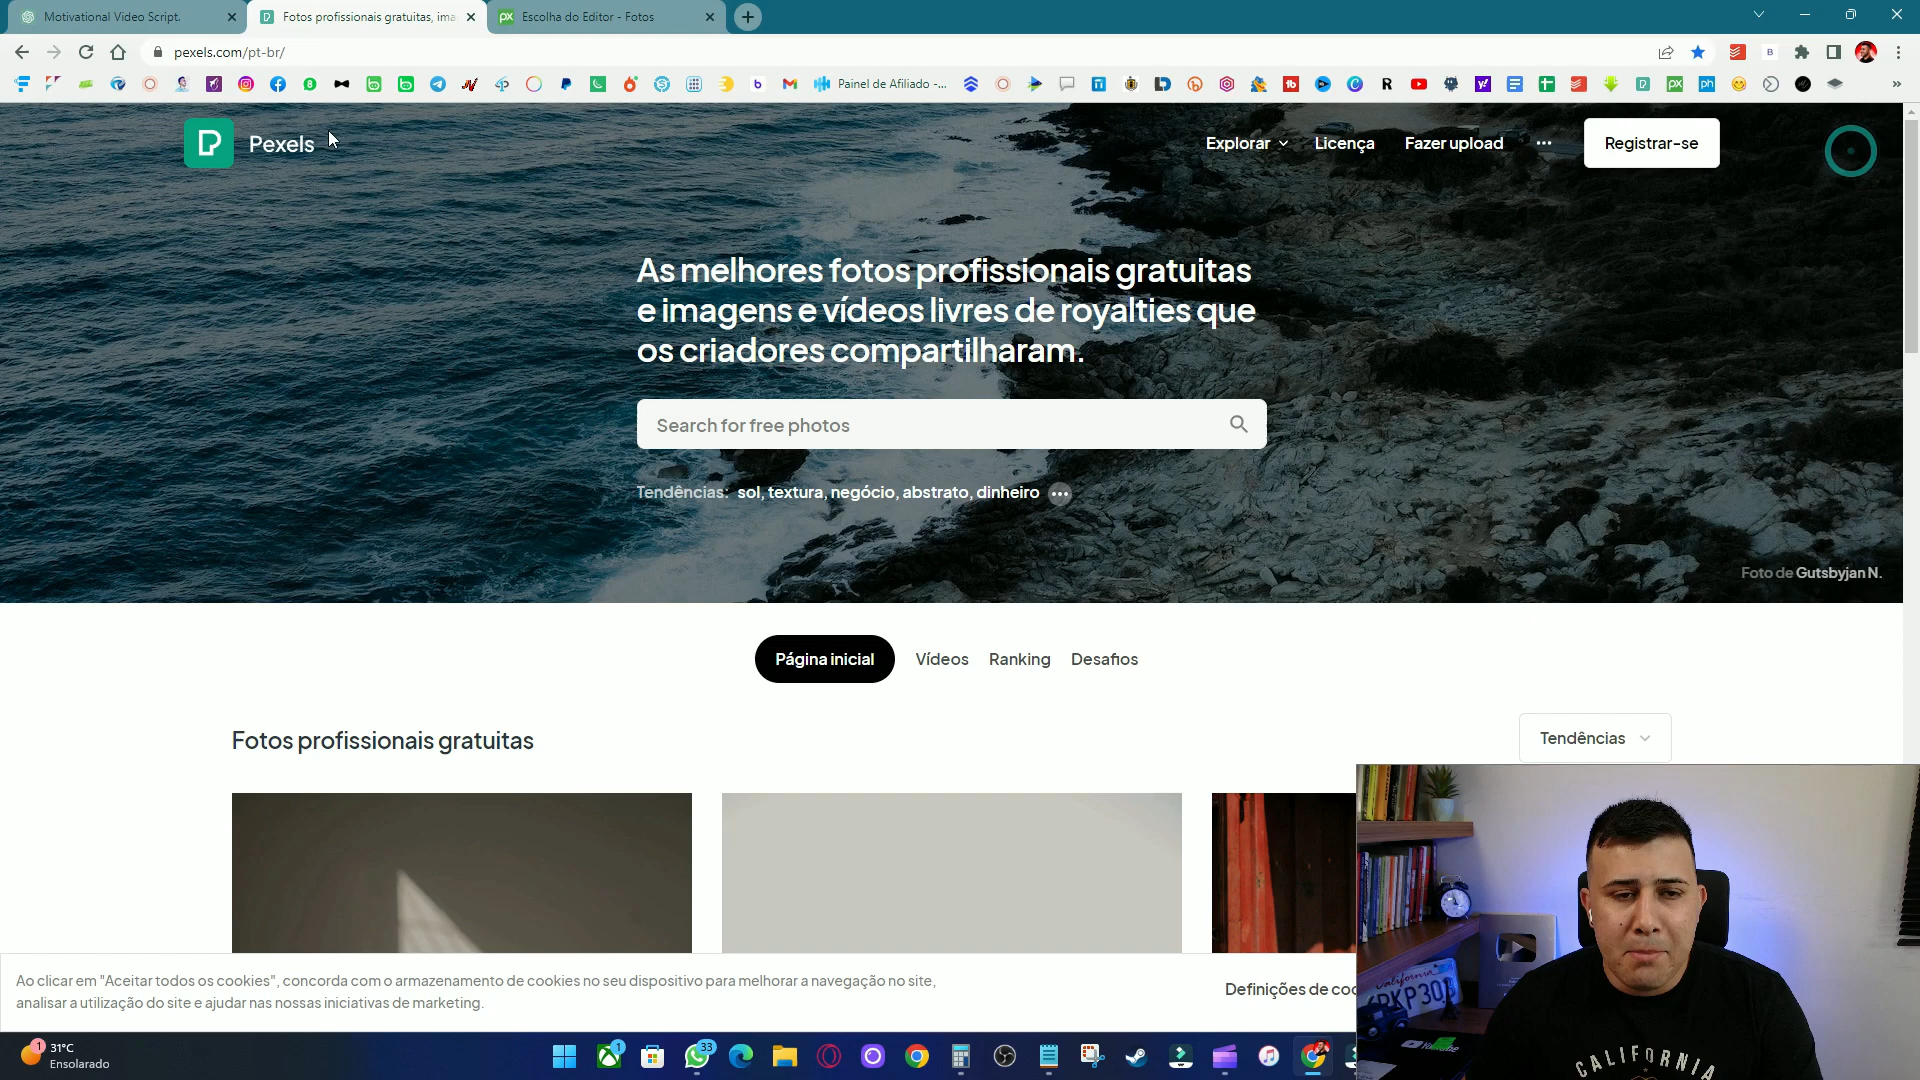 Motivational Video Script.
Fotos profissionais gratuitas, ima
Escolha do Editor - Fotos
pexels.com/pt-br/
Painel de Afiliado -...
Pexels
Explorar
Licença
Fazer upload
Registrar-se
As melhores fotos profissionais gratuitas
e imagens e vídeos livres de royalties que
os criadores compartilharam.
Search for free photos
Tendências: sol, textura, negócio, abstrato, dinheiro
Foto de Gutsbyjan N.
Página inicial
Vídeos
Ranking
Desafios
Fotos profissionais gratuitas
Tendências
Ao clicar em "Aceitar todos os cookies", concorda com o armazenamento de cookies no seu dispositivo para melhorar a navegação no site,
analisar a utilização do site e ajudar nas nossas iniciativas de marketing.
Definições de coo
1
31°C
Ensolarado
1
33
California
CALIFORNIA